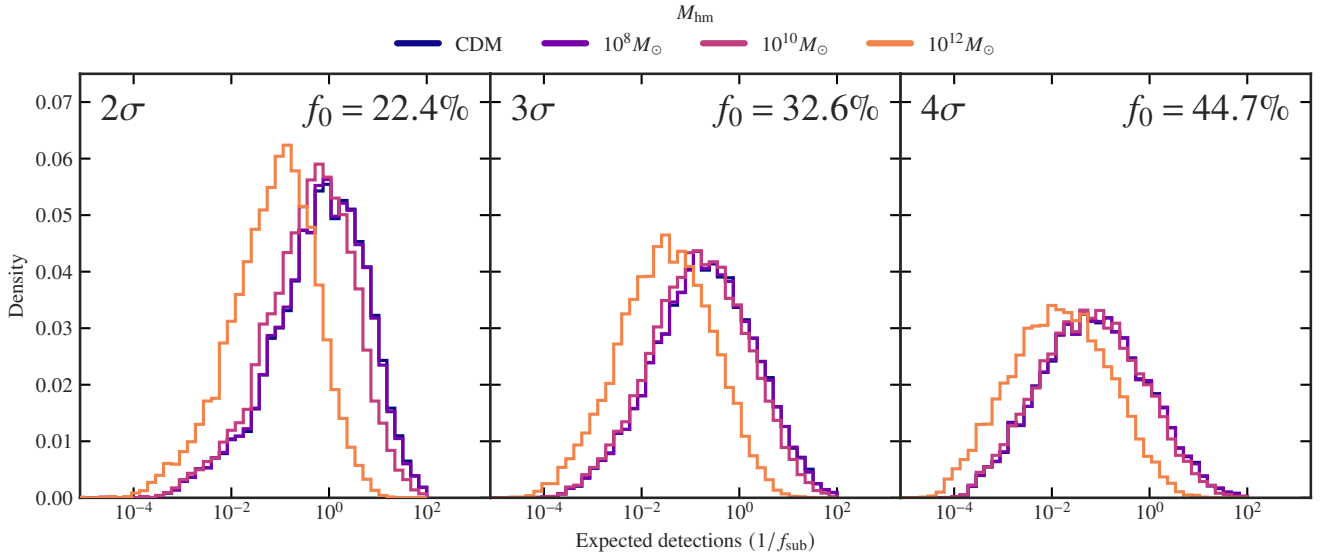 M_hm
CDM 10^8 M_⊙ 10^10 M_⊙ 10^12 M_⊙
2σ f_0 = 22.4% 3σ f_0 = 32.6% 4σ f_0 = 44.7%
0.07
0.06
0.05
0.04
0.03
0.02
0.01
0.00
Density
10^−4 10^−2 10^0 10^2 10^−4 10^−2 10^0 10^2 10^−4 10^−2 10^0 10^2
Expected detections (1/f_sub)